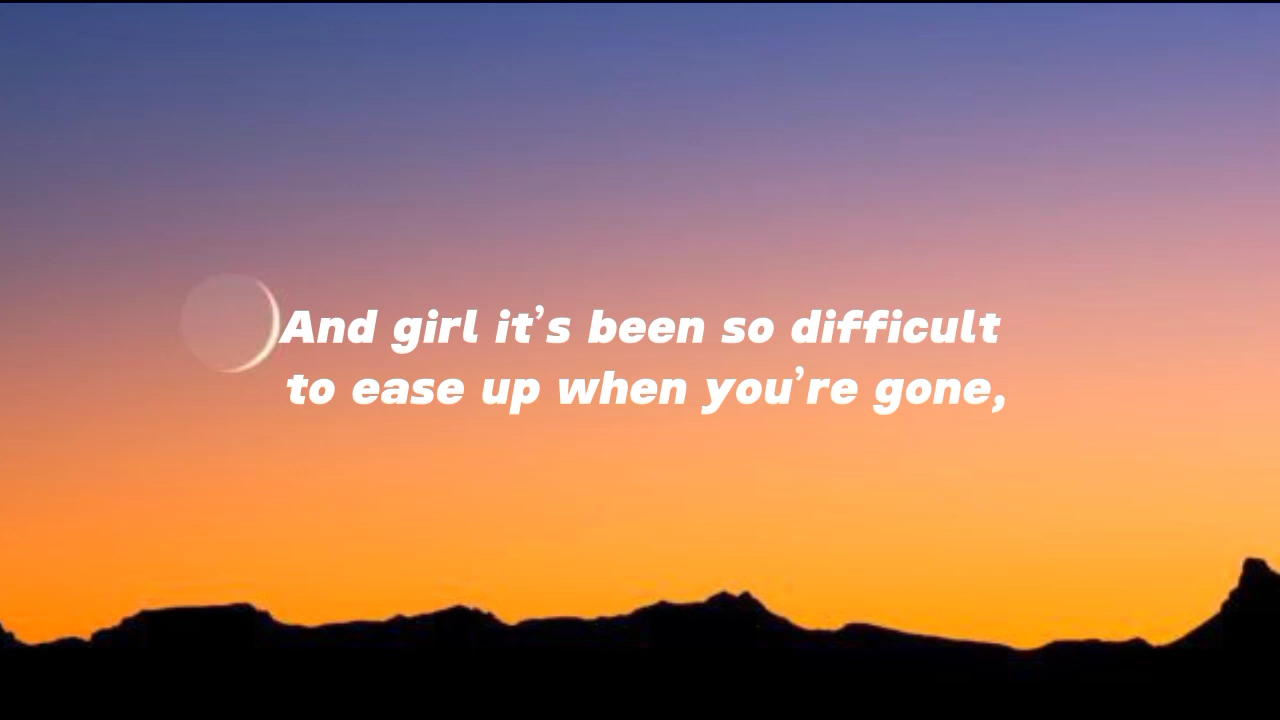 And girl it’s been so difficult
to ease up when you’re gone,